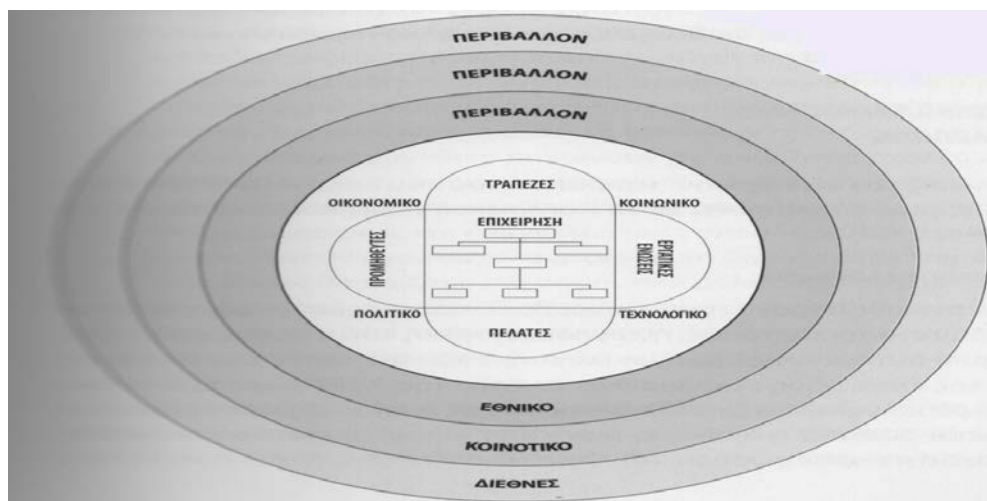 ΠΕΡΙΒΑΛΛΟΝ
ΠΕΡΙΒΑΛΛΟΝ
ΠΕΡΙΒΑΛΛΟΝ
ΤΡΑΠΕΖΕΣ
ΟΙΚΟΝΟΜΙΚΟ
ΚΟΙΝΩΝΙΚΟ
ΕΠΙΧΕΙΡΗΣΗ
ΠΡΟΜΗΘΕΥΤΕΣ
ΕΡΓΑΤΙΚΕΣ
ΕΝΩΣΕΙΣ
ΠΟΛΙΤΙΚΟ
ΤΕΧΝΟΛΟΓΙΚΟ
ΠΕΛΑΤΕΣ
ΕΘΝΙΚΟ
ΚΟΙΝΟΤΙΚΟ
ΔΙΕΘΝΕΣ